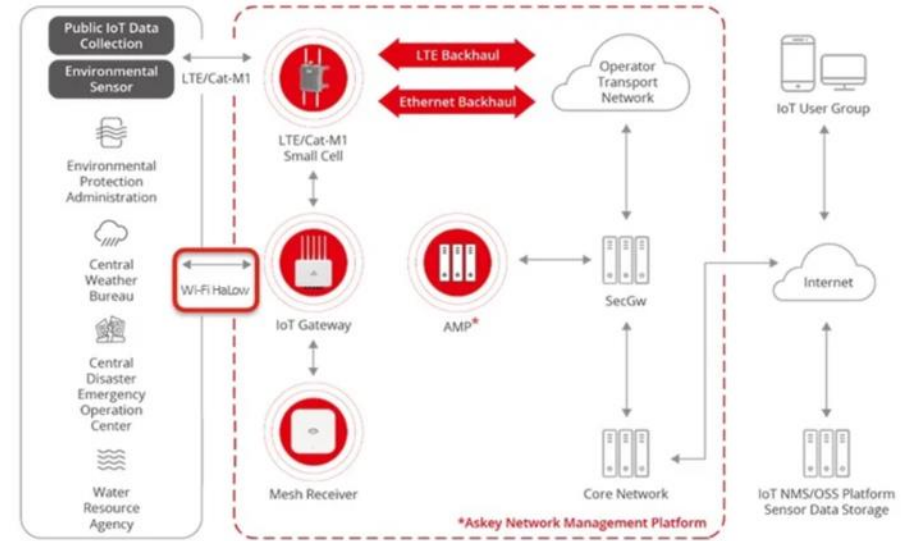 Public IoT Data
Collection
Environmental
Sensor
Environmental
Protection
Administration
Central
Weather
Bureau
Central
Disaster
Emergency
Operation
Center
Water
Resource
Agency
LTE/Cat-M1
Wi-Fi HaLow
LTE/Cat-M1
Small Cell
IoT Gateway
Mesh Receiver
LTE Backhaul
Ethernet Backhaul
AMP*
Operator
Transport
Network
SecGw
Core Network
*Askey Network Management Platform
IoT User Group
Internet
IoT NMS/OSS Platform
Sensor Data Storage